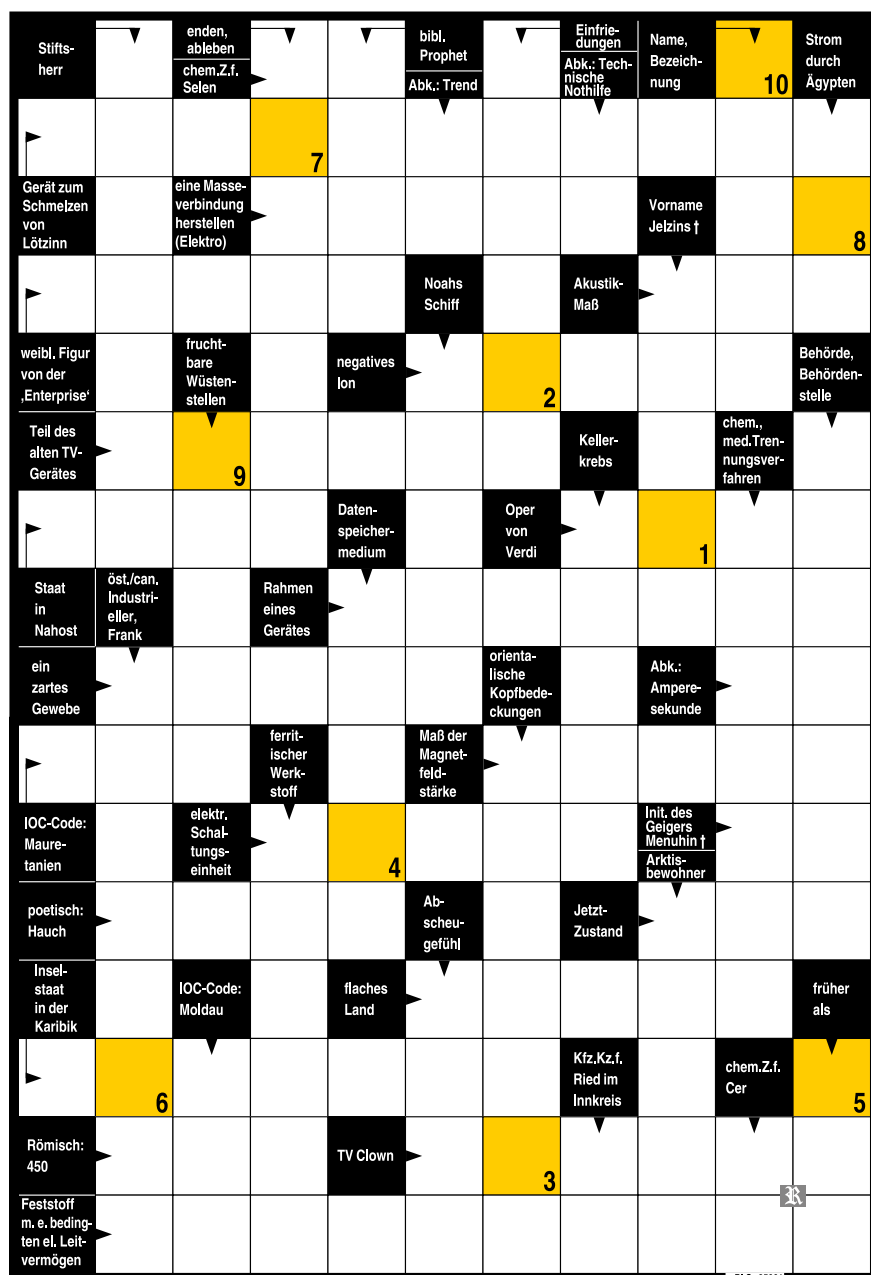 Stifts-
herr
enden,
ableben
chem.Z.f.
Selen
bibl.
Prophet
Abk.: Trend
Einfrie-
dungen
Abk.: Tech-
nische
Nothilfe
Name,
Bezeich-
nung
10
Strom
durch
Ägypten
7
Gerät zum
Schmelzen
von
Lötzinn
eine Masse-
verbindung
herstellen
(Elektro)
Vorname
Jelzins †
8
Noahs
Schiff
Akustik-
Maß
weibl. Figur
von der
‚Enterprise‘
frucht-
bare
Wüsten-
stellen
negatives
Ion
2
Behörde,
Behörden-
stelle
Teil des
alten TV-
Gerätes
9
Keller-
krebs
chem.,
med.Tren-
nungsver-
fahren
Daten-
speicher-
medium
Oper
von
Verdi
1
Staat
in
Nahost
öst./can.
Industri-
eller,
Frank
Rahmen
eines
Gerätes
ein
zartes
Gewebe
orienta-
lische
Kopfbede-
ckungen
Abk.:
Ampere-
sekunde
ferrit-
ischer
Werk-
stoff
Maß der
Magnet-
feld-
stärke
IOC-Code:
Maure-
tanien
elektr.
Schal-
tungs-
einheit
4
Init. des
Geigers
Menuhin †
Arktis-
bewohner
poetisch:
Hauch
Ab-
scheu-
gefühl
Jetzt-
Zustand
Insel-
staat
in der
Karibik
IOC-Code:
Moldau
flaches
Land
früher
als
6
Kfz.Kz.f.
Ried im
Innkreis
chem.Z.f.
Cer
5
Römisch:
450
TV Clown
3
R
Feststoff
m. e. beding-
ten el. Leit-
vermögen